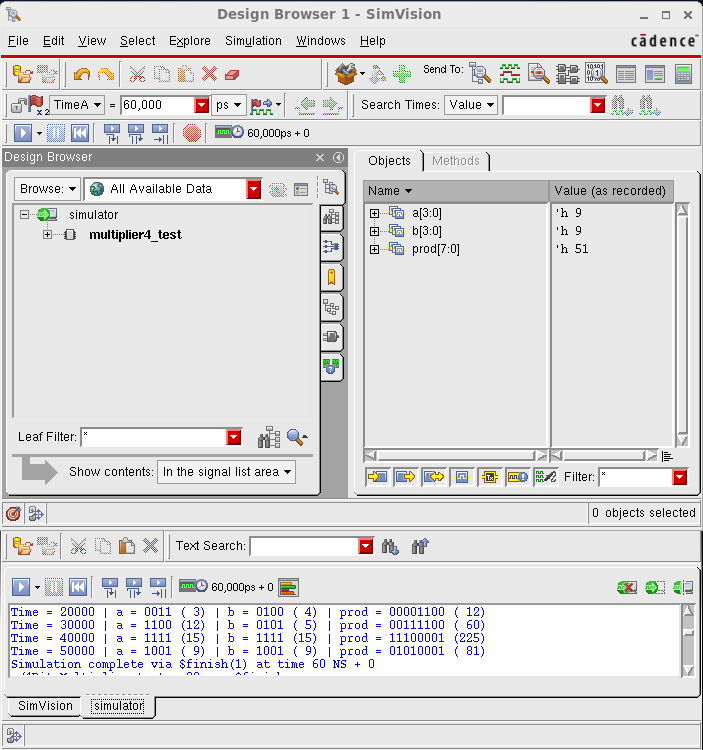 Design Browser 1 - SimVision
File Edit View Select Explore Simulation Windows Help
cādence
Send To:
TimeA = 60,000 ps Search Times: Value
60,000ps + 0
Design Browser
Browse: All Available Data
simulator
multiplier4_test
Leaf Filter: *
Show contents: In the signal list area
Objects Methods
Name Value (as recorded)
a[3:0] 'h 9
b[3:0] 'h 9
prod[7:0] 'h 51
Filter: *
0 objects selected
Text Search:
60,000ps + 0
Time = 20000 | a = 0011 ( 3) | b = 0100 ( 4) | prod = 00001100 ( 12)
Time = 30000 | a = 1100 (12) | b = 0101 ( 5) | prod = 00111100 ( 60)
Time = 40000 | a = 1111 (15) | b = 1111 (15) | prod = 11100001 (225)
Time = 50000 | a = 1001 ( 9) | b = 1001 ( 9) | prod = 01010001 ( 81)
Simulation complete via $finish(1) at time 60 NS + 0
SimVision simulator